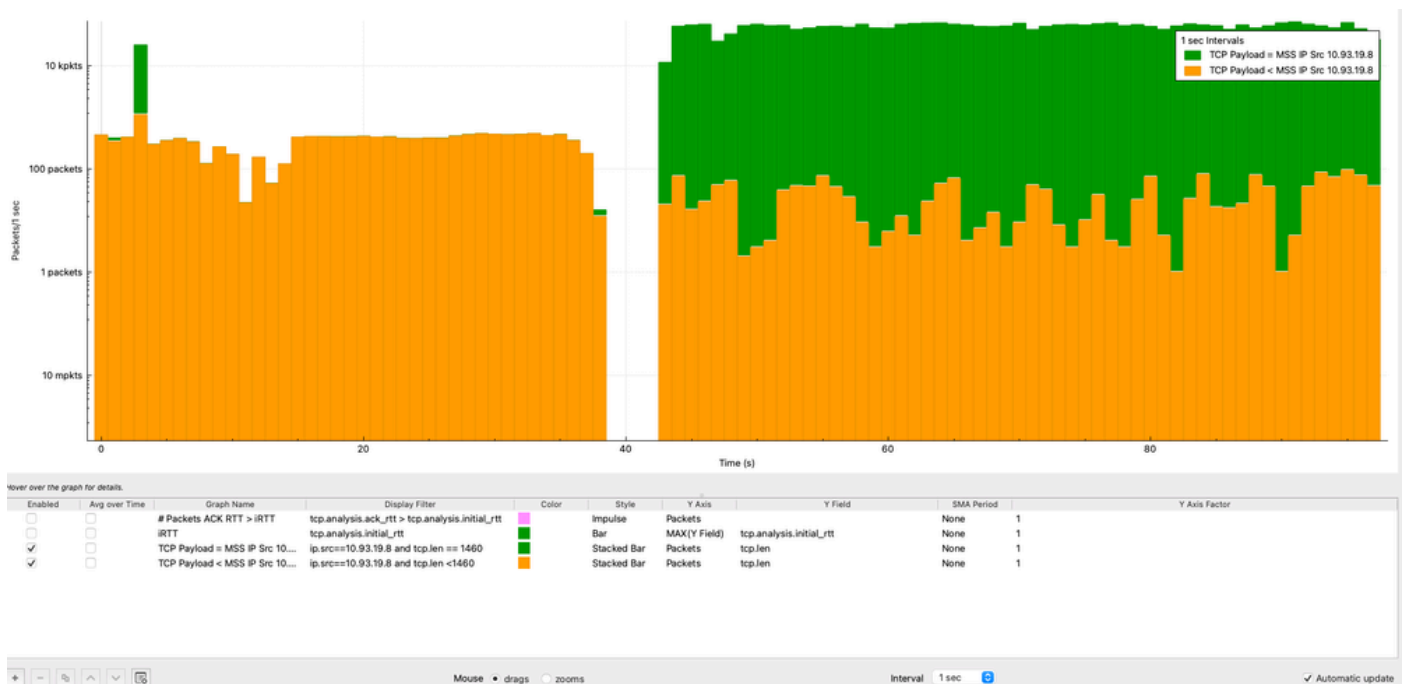 1 sec Intervals
TCP Payload = MSS IP Src 10.93.19.8
TCP Payload < MSS IP Src 10.93.19.8
10 kpkts
100 packets
1 packets
10 mpkts
Packets/1 sec
0 20 40 60 80
Time (s)
Hover over the graph for details.
Enabled Avg over Time Graph Name Display Filter Color Style Y Axis Y Field SMA Period Y Axis Factor
# Packets ACK RTT > iRTT tcp.analysis.ack_rtt > tcp.analysis.initial_rtt Impulse Packets None 1
iRTT tcp.analysis.initial_rtt Bar MAX(Y Field) tcp.analysis.initial_rtt None 1
TCP Payload = MSS IP Src 10.... ip.src==10.93.19.8 and tcp.len == 1460 Stacked Bar Packets tcp.len None 1
TCP Payload < MSS IP Src 10.... ip.src==10.93.19.8 and tcp.len <1460 Stacked Bar Packets tcp.len None 1
Mouse drags zooms Interval 1 sec Automatic update